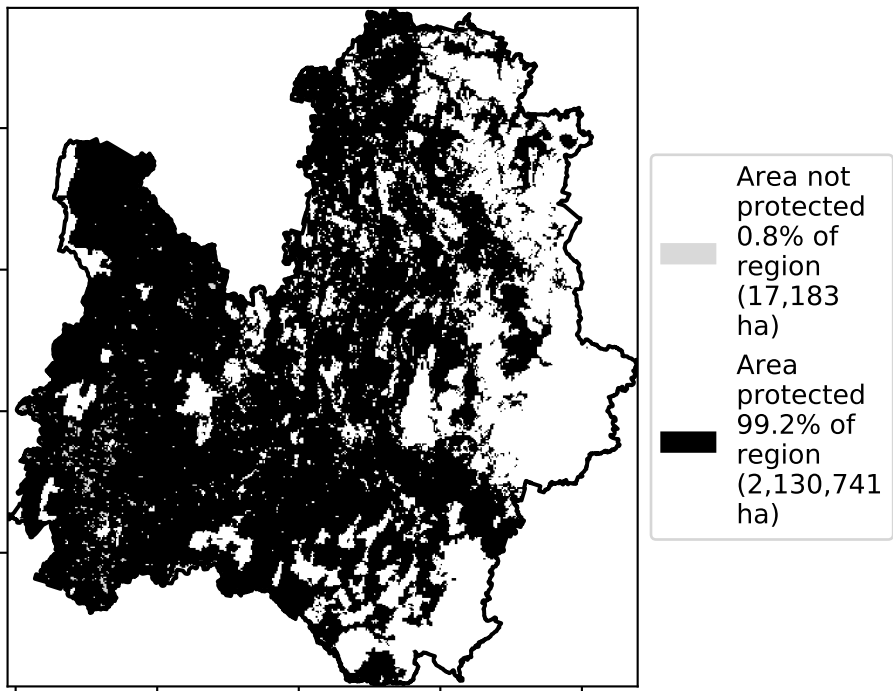 Area not
protected
0.8% of
region
(17,183
ha)
Area
protected
99.2% of
region
(2,130,741
ha)